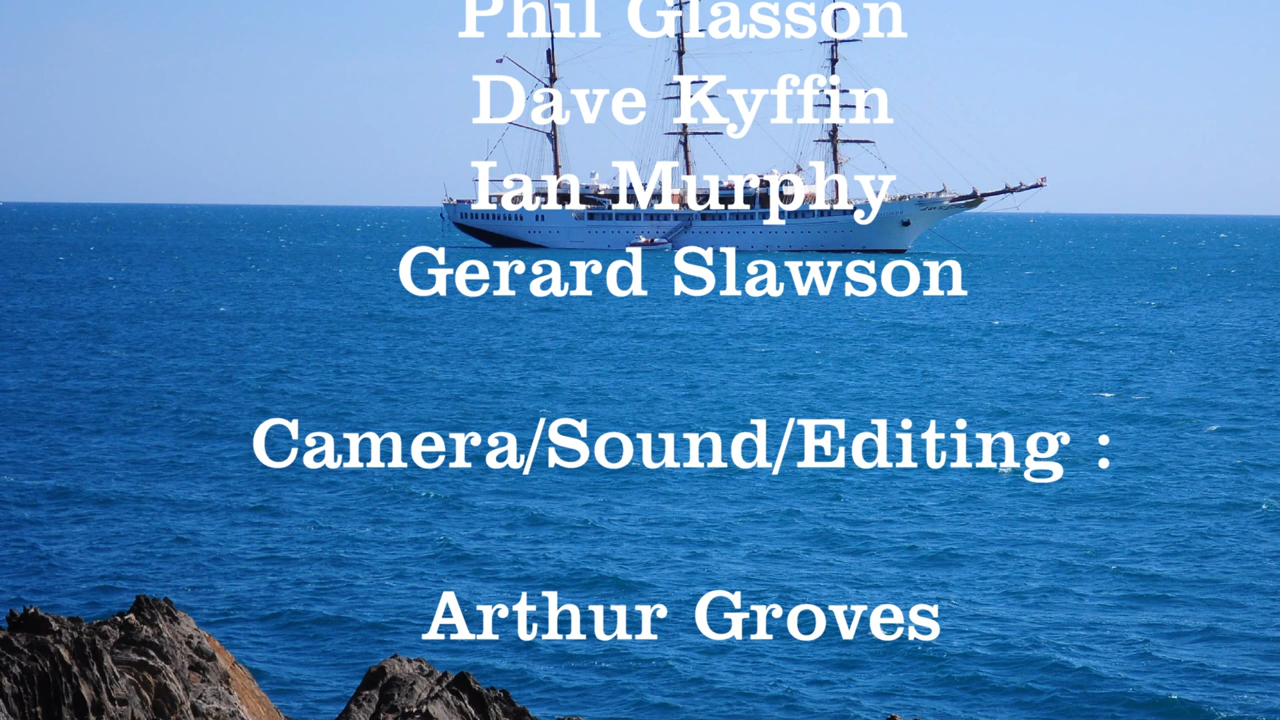 Phil Glasson
Dave Kyffin
Ian Murphy
Gerard Slawson
Camera/Sound/Editing :
Arthur Groves